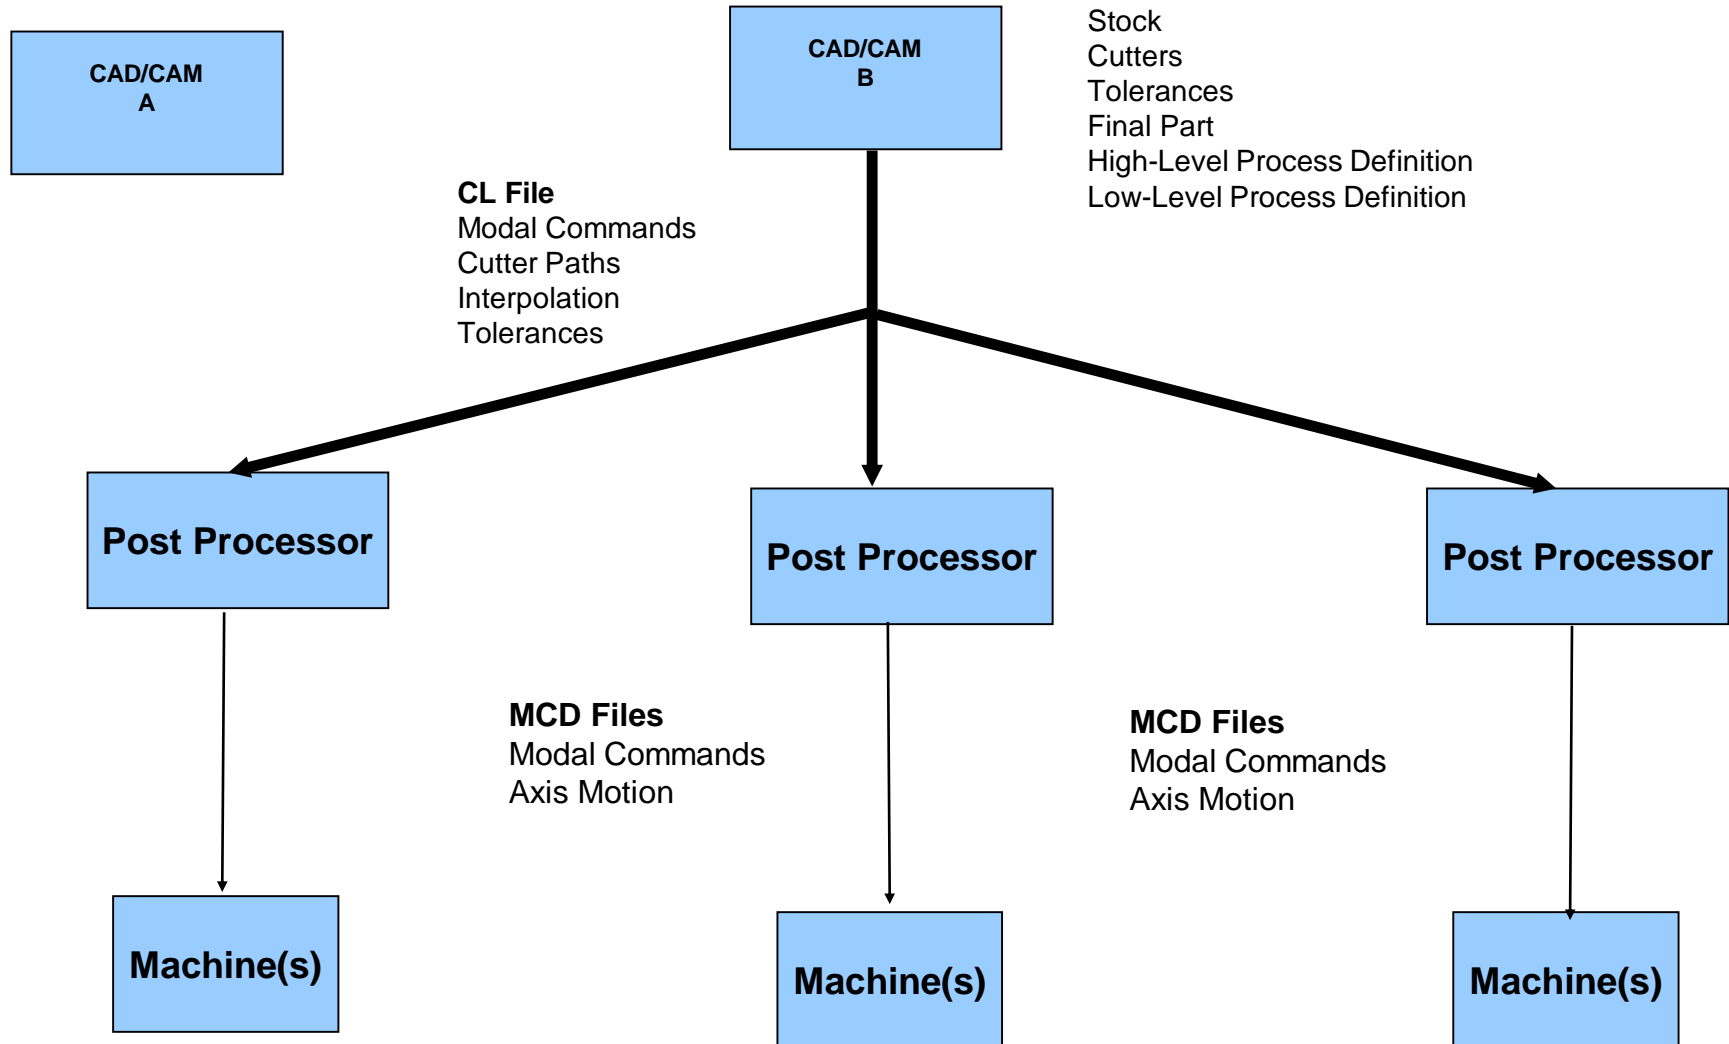 CAD/CAM
A
CAD/CAM
B
Stock
Cutters
Tolerances
Final Part
High-Level Process Definition
Low-Level Process Definition
CL File
Modal Commands
Cutter Paths
Interpolation
Tolerances
Post Processor
Post Processor
Post Processor
MCD Files
Modal Commands
Axis Motion
MCD Files
Modal Commands
Axis Motion
Machine(s)
Machine(s)
Machine(s)